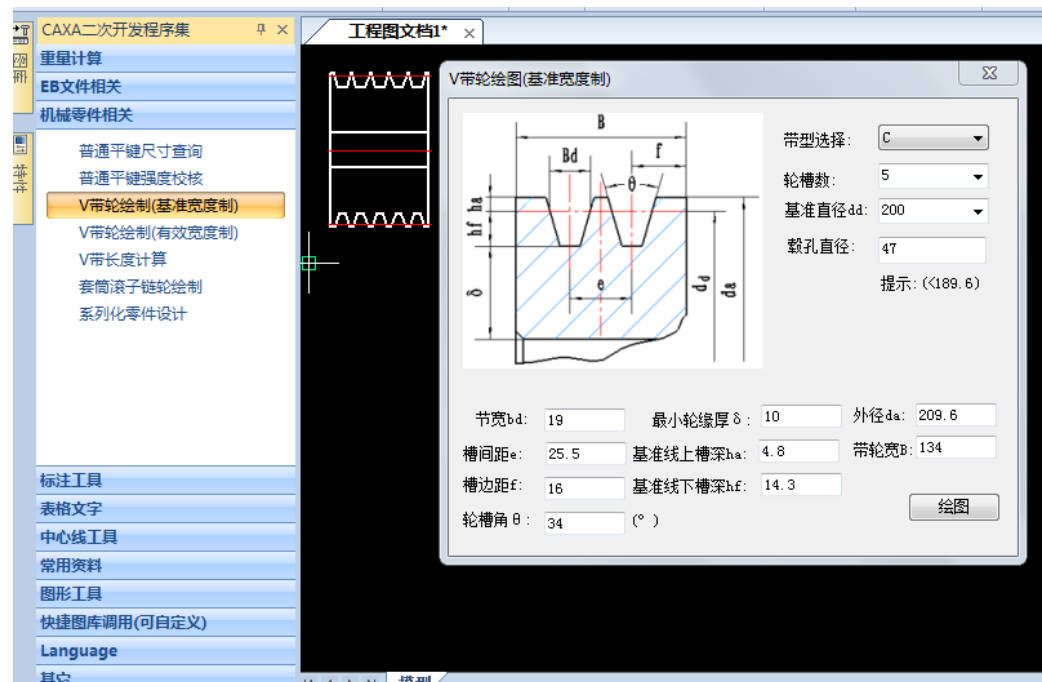 CAXA二次开发程序集
重量计算
EB文件相关
机械零件相关
普通平键尺寸查询
普通平键强度校核
V带轮绘制(基准宽度制)
V带轮绘制(有效宽度制)
V带长度计算
套筒滚子链轮绘制
系列化零件设计
标注工具
表格文字
中心线工具
常用资料
图形工具
快捷图库调用(可自定义)
Language
其它
特性
工程图文档1*
V带轮绘图(基准宽度制)
B
Bd
f
θ
ha
hf
δ
e
dd
da
带型选择: C
轮槽数: 5
基准直径dd: 200
毂孔直径: 47
提示: (<189.6)
节宽bd: 19
最小轮缘厚δ: 10
外径da: 209.6
槽间距e: 25.5
基准线上槽深ha: 4.8
带轮宽B: 134
槽边距f: 16
基准线下槽深hf: 14.3
轮槽角θ: 34 (°)
绘图
模型